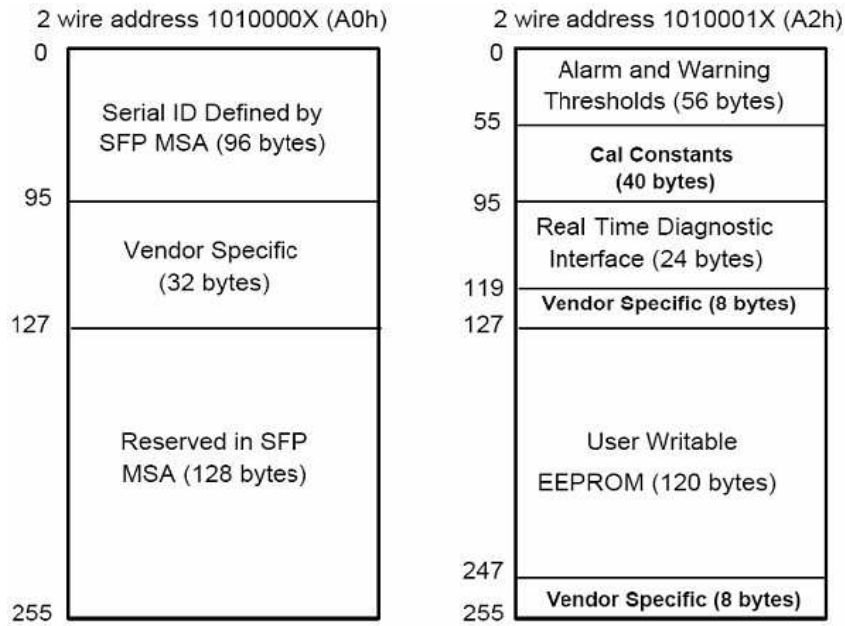 2 wire address 1010000X (A0h)
0
Serial ID Defined by
SFP MSA (96 bytes)
95
Vendor Specific
(32 bytes)
127
Reserved in SFP
MSA (128 bytes)
255
2 wire address 1010001X (A2h)
0
Alarm and Warning
Thresholds (56 bytes)
55
Cal Constants
(40 bytes)
95
Real Time Diagnostic
Interface (24 bytes)
119
Vendor Specific (8 bytes)
127
User Writable
EEPROM (120 bytes)
247
Vendor Specific (8 bytes)
255